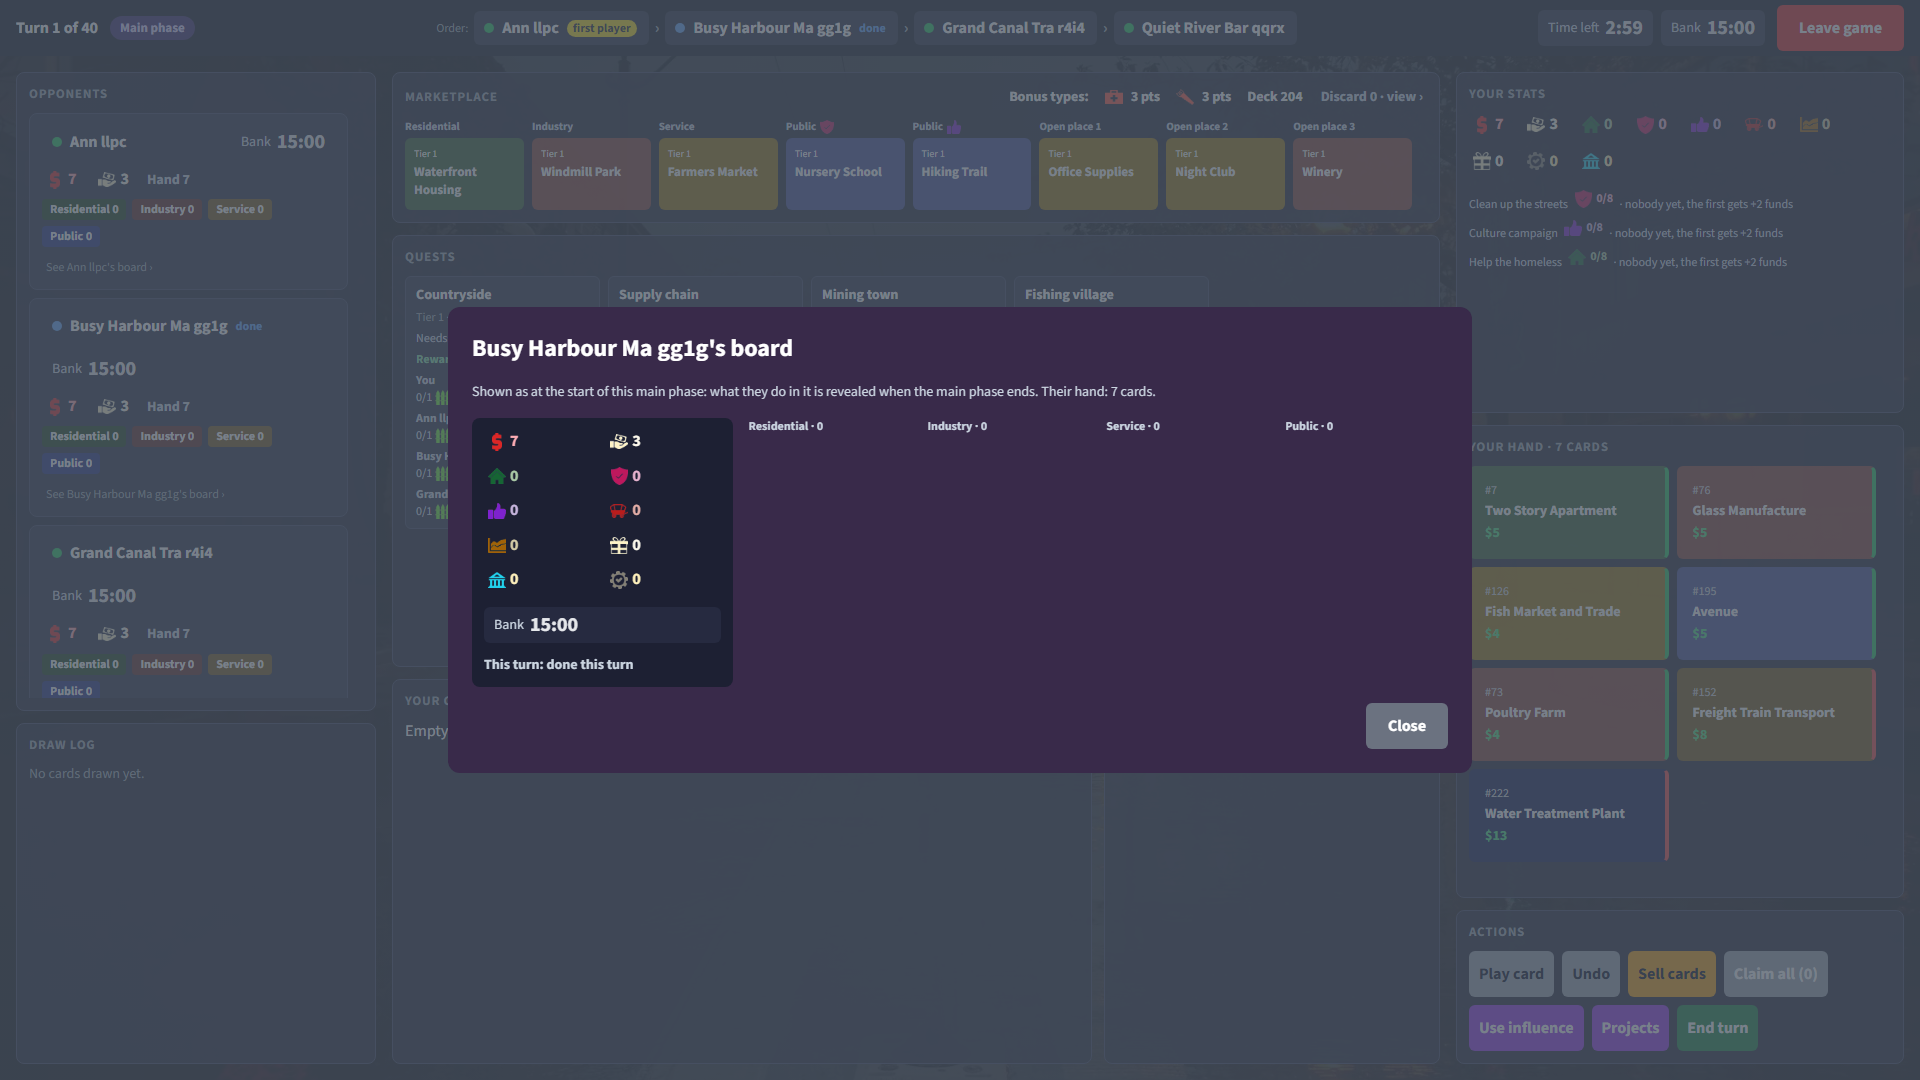 Turn 1 of 40 Main phase Order: Ann llpc first player › Busy Harbour Ma gg1g done › Grand Canal Tra r4i4 › Quiet River Bar qqrx Time left 2:59 Bank 15:00 Leave game
OPPONENTS
Ann llpc Bank 15:00
7 3 Hand 7
Residential 0 Industry 0 Service 0
Public 0
See Ann llpc's board ›
Busy Harbour Ma gg1g done
Bank 15:00
7 3 Hand 7
Residential 0 Industry 0 Service 0
Public 0
See Busy Harbour Ma gg1g's board ›
Grand Canal Tra r4i4
Bank 15:00
7 3 Hand 7
Residential 0 Industry 0 Service 0
Public 0
DRAW LOG
No cards drawn yet.
MARKETPLACE Bonus types: 3 pts 3 pts Deck 204 Discard 0 · view ›
Residential Industry Service Public Public Open place 1 Open place 2 Open place 3
Tier 1 Tier 1 Tier 1 Tier 1 Tier 1 Tier 1 Tier 1 Tier 1
Waterfront Housing Windmill Park Farmers Market Nursery School Hiking Trail Office Supplies Night Club Winery
QUESTS
Countryside Supply chain Mining town Fishing village
Tier 1
Needs
You
0/1
0/1
0/1
Grand
0/1
Empty
Busy Harbour Ma gg1g's board
Shown as at the start of this main phase: what they do in it is revealed when the main phase ends. Their hand: 7 cards.
7 3
0 0
0 0
0 0
0 0
Bank 15:00
This turn: done this turn
Residential · 0 Industry · 0 Service · 0 Public · 0
Close
YOUR STATS
7 3 0 0 0 0 0
0 0 0
Clean up the streets 0/8 · nobody yet, the first gets +2 funds
Culture campaign 0/8 · nobody yet, the first gets +2 funds
Help the homeless 0/8 · nobody yet, the first gets +2 funds
YOUR HAND · 7 CARDS
#7 #76
Two Story Apartment Glass Manufacture
$5 $5
#126 #195
Fish Market and Trade Avenue
$4 $5
#73 #152
Poultry Farm Freight Train Transport
$4 $8
#222
Water Treatment Plant
$13
ACTIONS
Play card Undo Sell cards Claim all (0)
Use influence Projects End turn